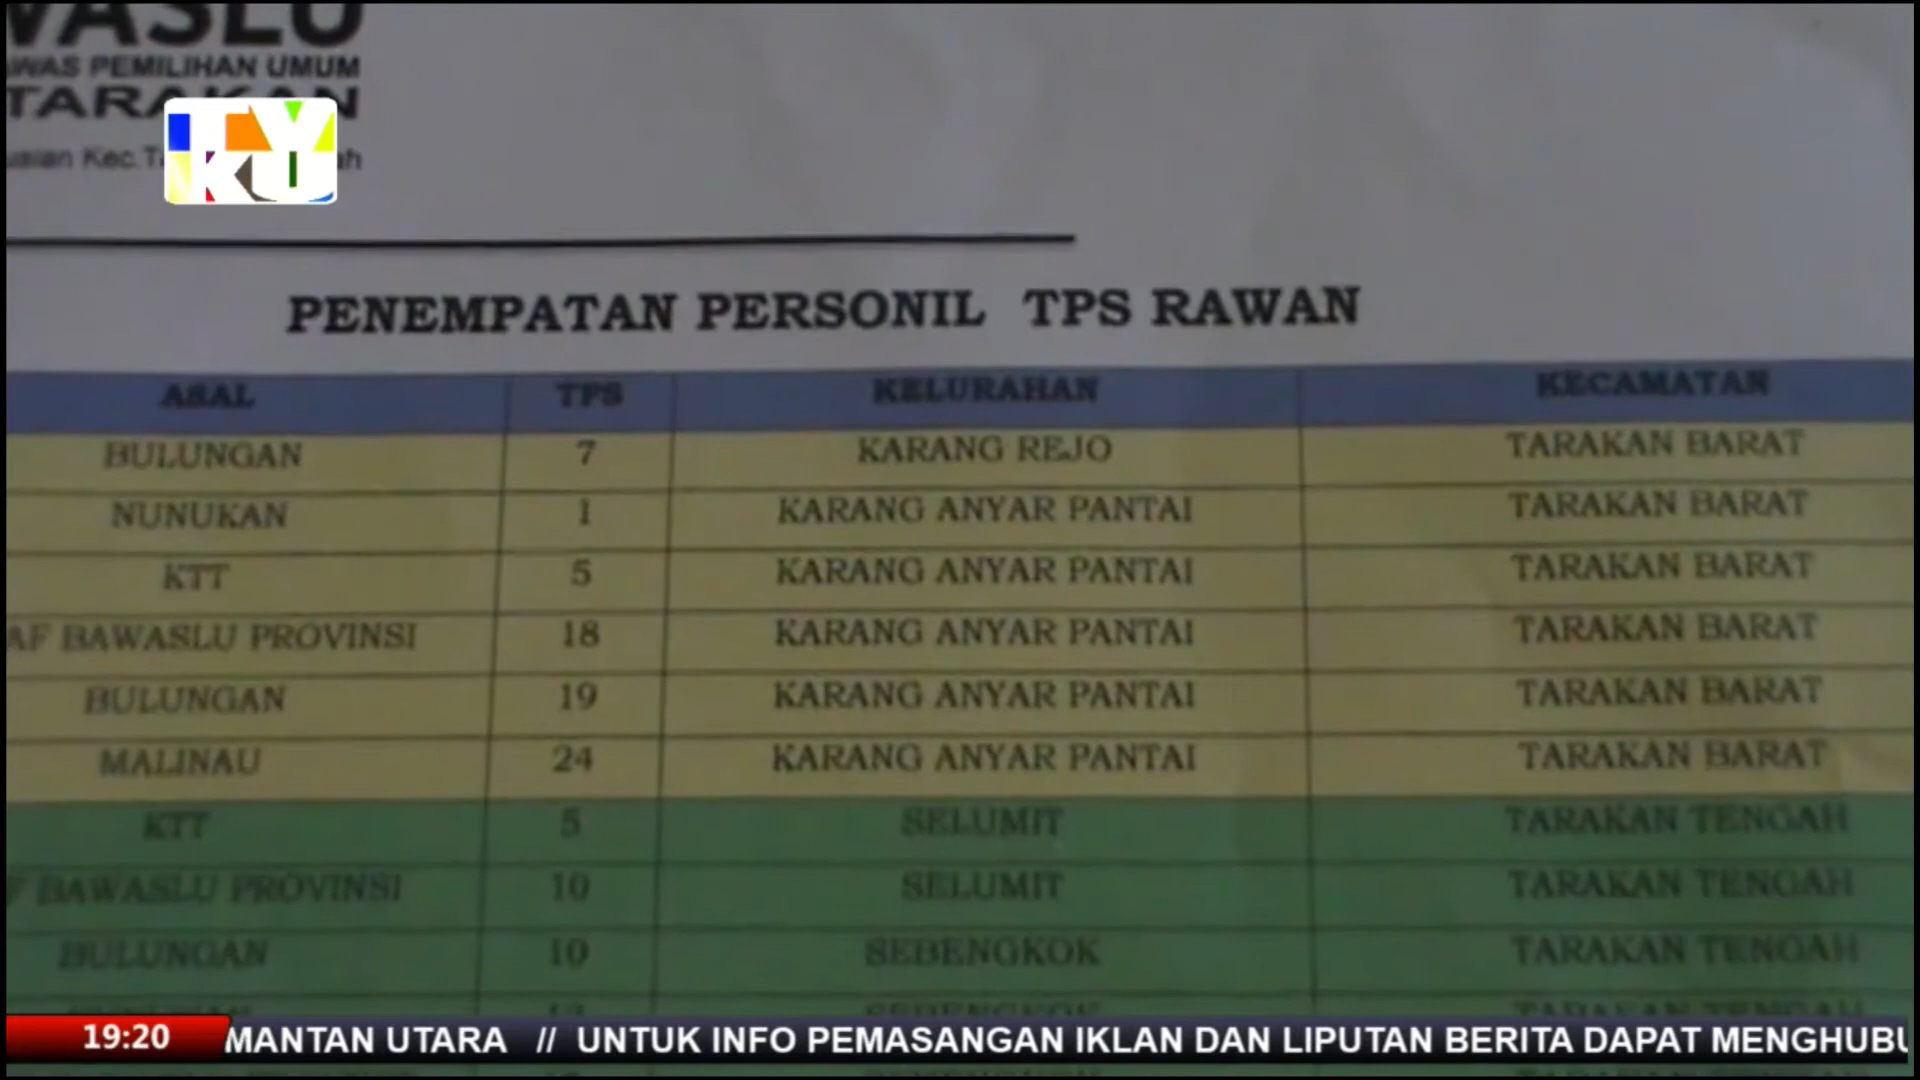 WASLU
WAS PEMILIHAN UMUM
TARAKAN
TV
KU
PENEMPATAN PERSONIL TPS RAWAN
ASAL TPS KELURAHAN KECAMATAN
BULUNGAN 7 KARANG REJO TARAKAN BARAT
NUNUKAN 1 KARANG ANYAR PANTAI TARAKAN BARAT
KTT 5 KARANG ANYAR PANTAI TARAKAN BARAT
AF BAWASLU PROVINSI 18 KARANG ANYAR PANTAI TARAKAN BARAT
BULUNGAN 19 KARANG ANYAR PANTAI TARAKAN BARAT
MALINAU 24 KARANG ANYAR PANTAI TARAKAN BARAT
KTT 5 SELUMIT TARAKAN TENGAH
F BAWASLU PROVINSI 10 SELUMIT TARAKAN TENGAH
BULUNGAN 10 SEBENGKOK TARAKAN TENGAH
19:20 MANTAN UTARA // UNTUK INFO PEMASANGAN IKLAN DAN LIPUTAN BERITA DAPAT MENGHUBU